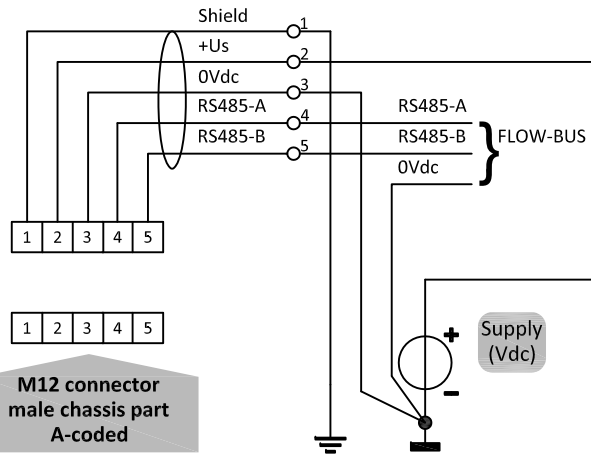 Shield 1
+Us 2
0Vdc 3
RS485-A 4 RS485-A
RS485-B 5 RS485-B } FLOW-BUS
0Vdc
1 2 3 4 5
1 2 3 4 5
+ Supply
(Vdc)
−
M12 connector
male chassis part
A-coded